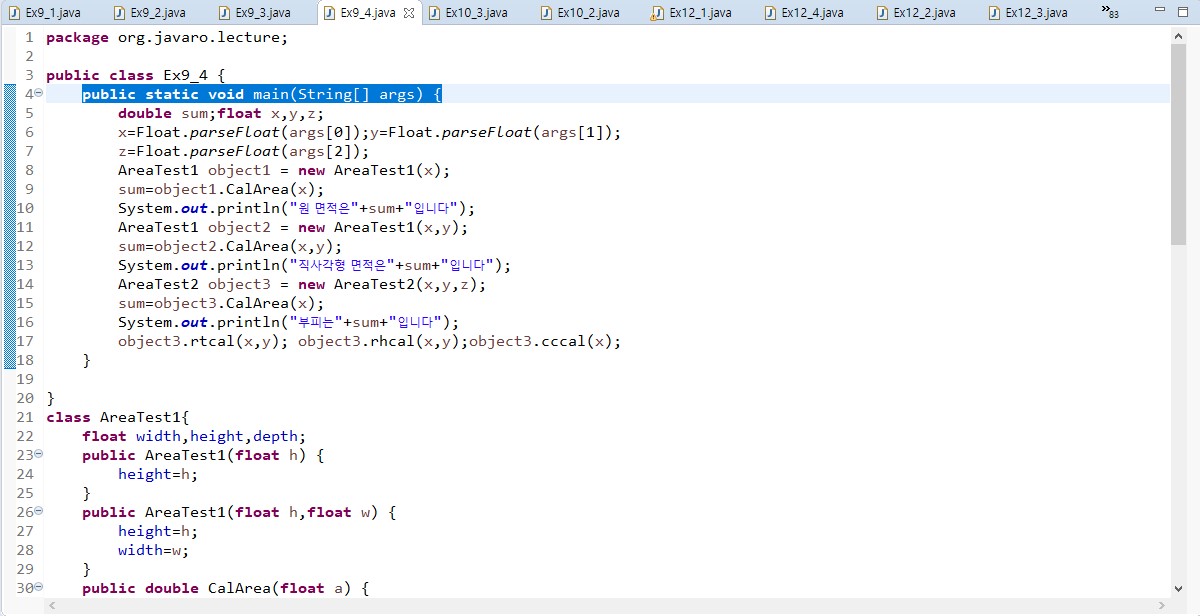 Ex9_1.java Ex9_2.java Ex9_3.java Ex9_4.java Ex10_3.java Ex10_2.java Ex12_1.java Ex12_4.java Ex12_2.java Ex12_3.java »83
1 package org.javaro.lecture;
2
3 public class Ex9_4 {
4 public static void main(String[] args) {
5 double sum;float x,y,z;
6 x=Float.parseFloat(args[0]);y=Float.parseFloat(args[1]);
7 z=Float.parseFloat(args[2]);
8 AreaTest1 object1 = new AreaTest1(x);
9 sum=object1.CalArea(x);
10 System.out.println("원 면적은"+sum+"입니다");
11 AreaTest1 object2 = new AreaTest1(x,y);
12 sum=object2.CalArea(x,y);
13 System.out.println("직사각형 면적은"+sum+"입니다");
14 AreaTest2 object3 = new AreaTest2(x,y,z);
15 sum=object3.CalArea(x);
16 System.out.println("부피는"+sum+"입니다");
17 object3.rtcal(x,y); object3.rhcal(x,y);object3.cccal(x);
18 }
19
20 }
21 class AreaTest1{
22 float width,height,depth;
23 public AreaTest1(float h) {
24 height=h;
25 }
26 public AreaTest1(float h,float w) {
27 height=h;
28 width=w;
29 }
30 public double CalArea(float a) {